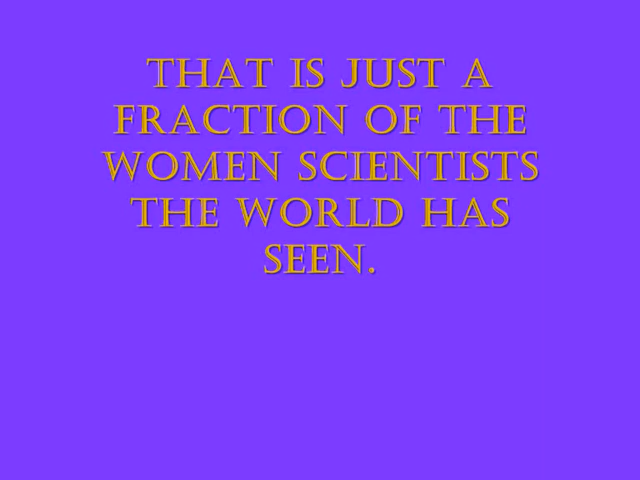 THAT IS JUST A
FRACTION OF THE
WOMEN SCIENTISTS
THE WORLD HAS
SEEN.